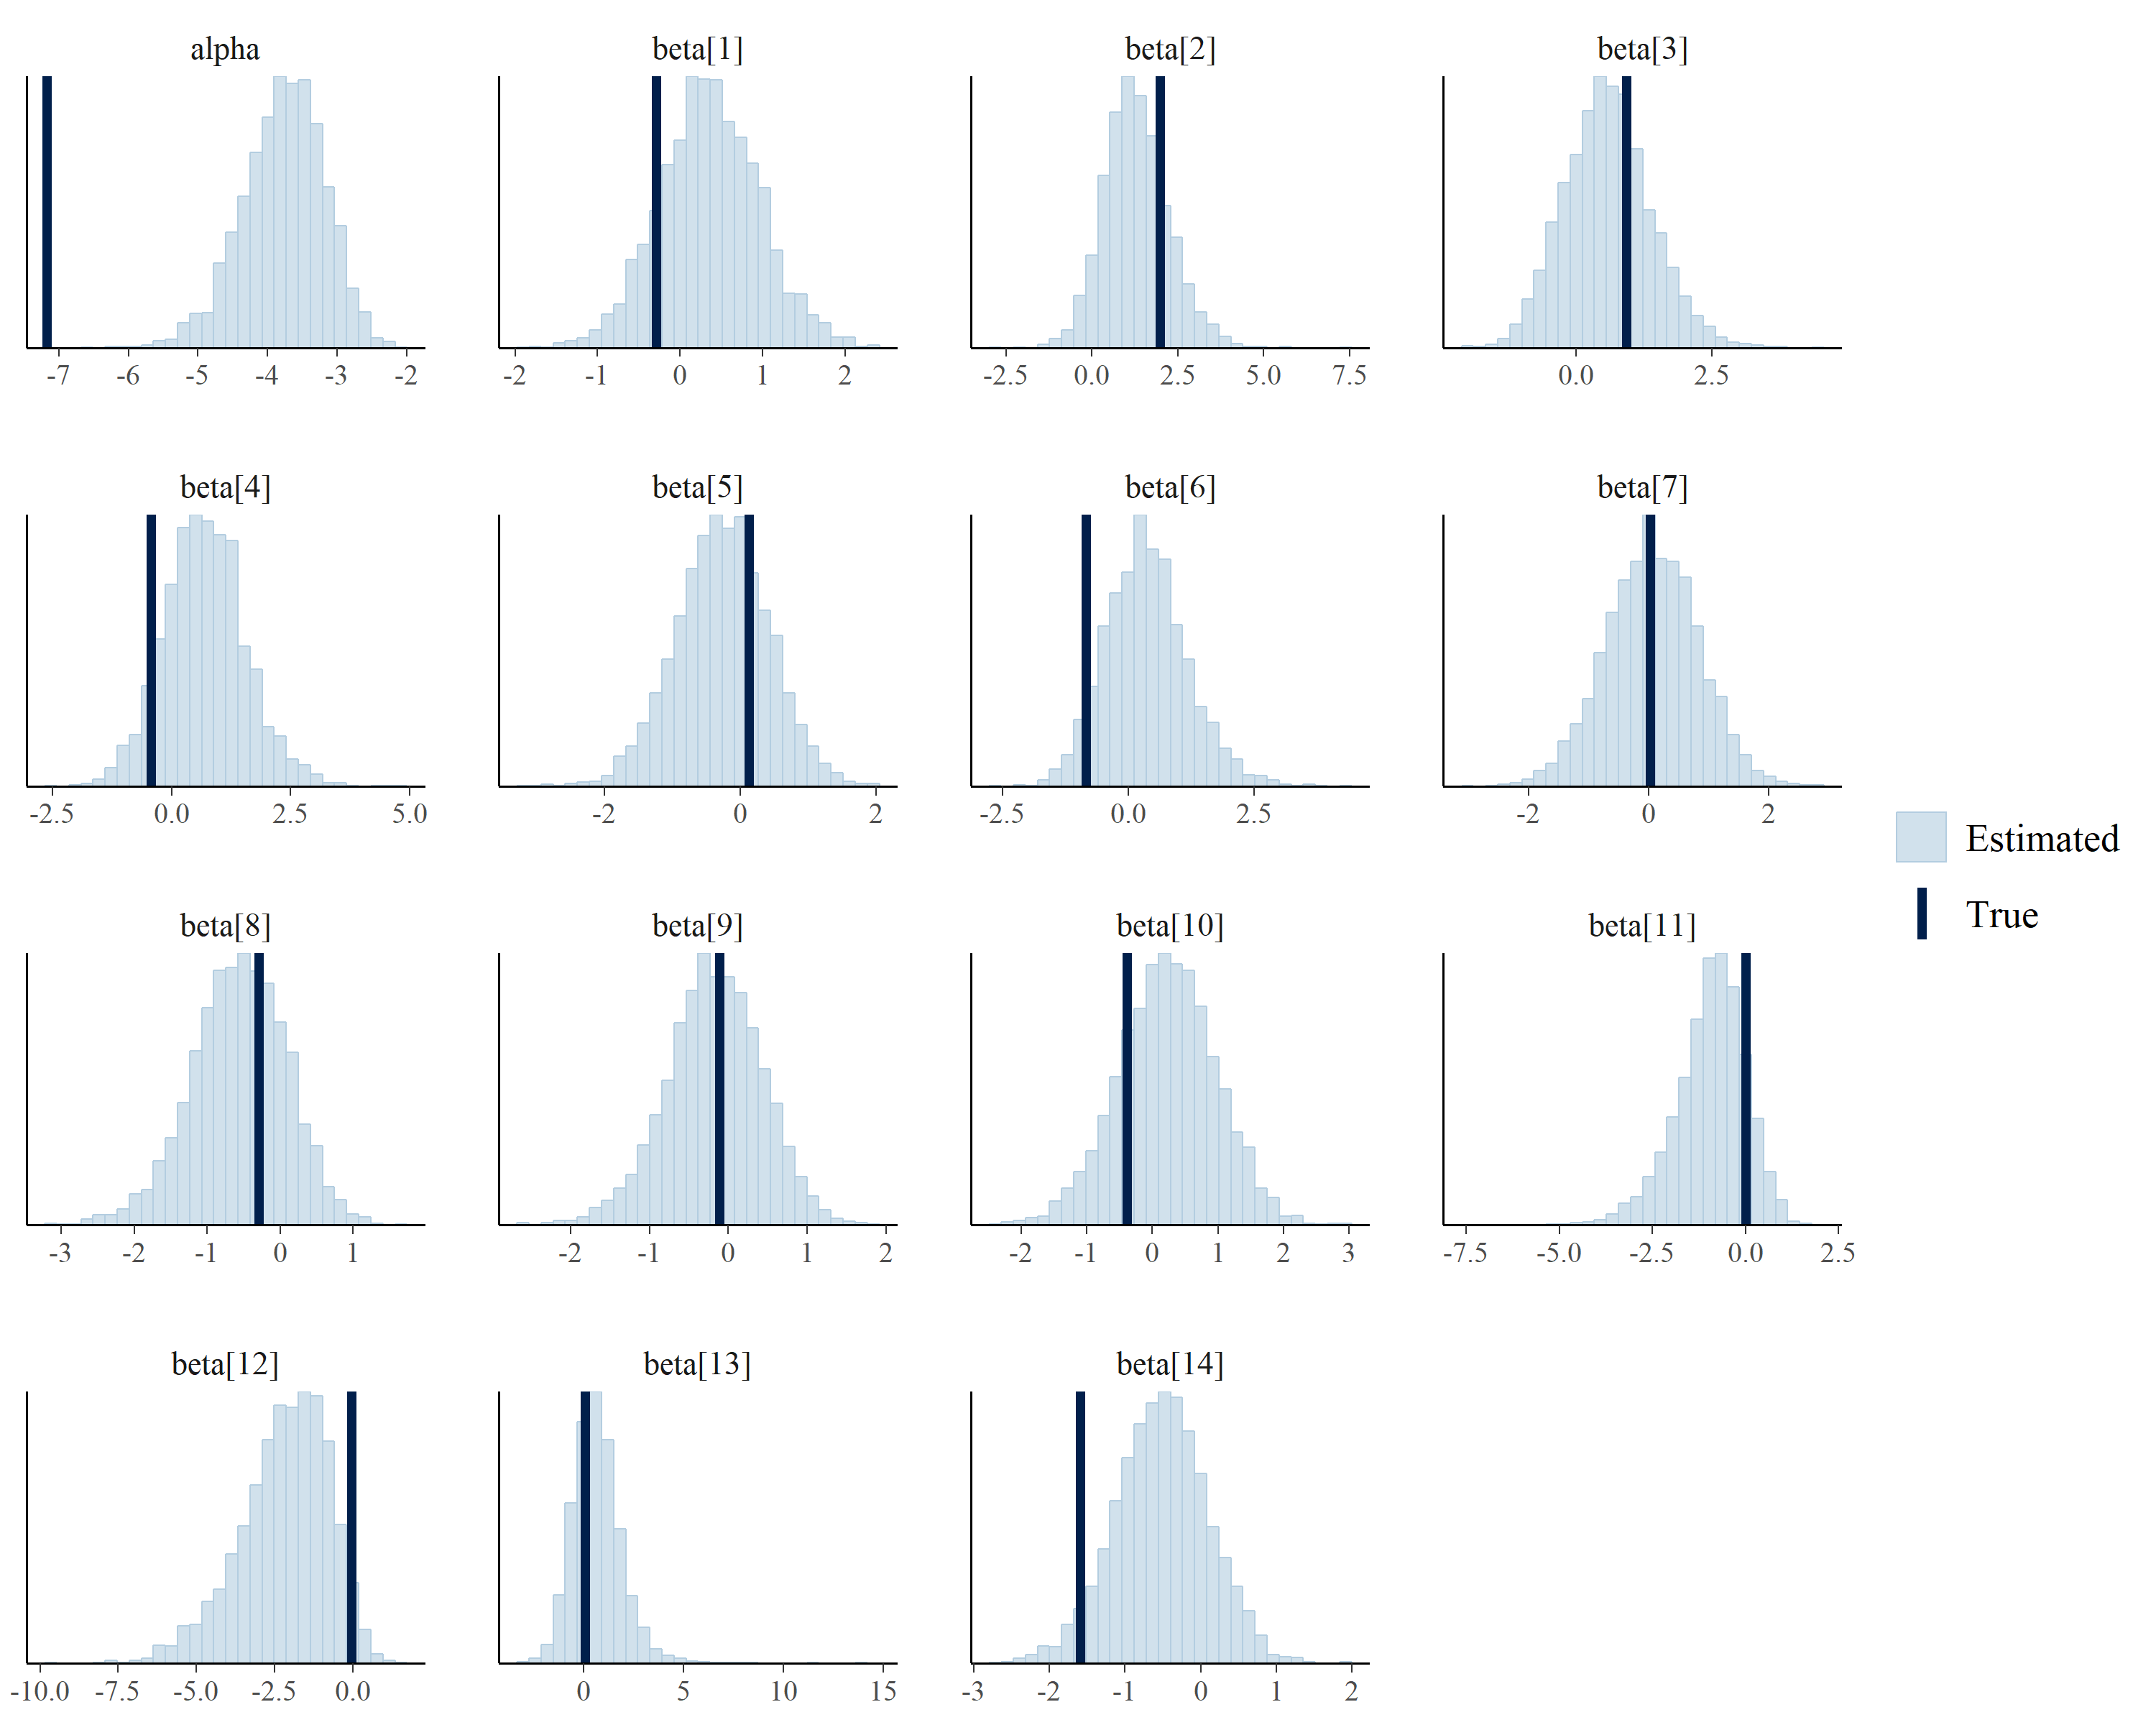 alpha beta[1] beta[2] beta[3]
-7 -6 -5 -4 -3 -2 -2 -1 0 1 2 -2.5 0.0 2.5 5.0 7.5 0.0 2.5
beta[4] beta[5] beta[6] beta[7]
-2.5 0.0 2.5 5.0 -2 0 2 -2.5 0.0 2.5 -2 0 2
Estimated
True
beta[8] beta[9] beta[10] beta[11]
-3 -2 -1 0 1 -2 -1 0 1 2 -2 -1 0 1 2 3 -7.5 -5.0 -2.5 0.0 2.5
beta[12] beta[13] beta[14]
-10.0 -7.5 -5.0 -2.5 0.0 0 5 10 15 -3 -2 -1 0 1 2